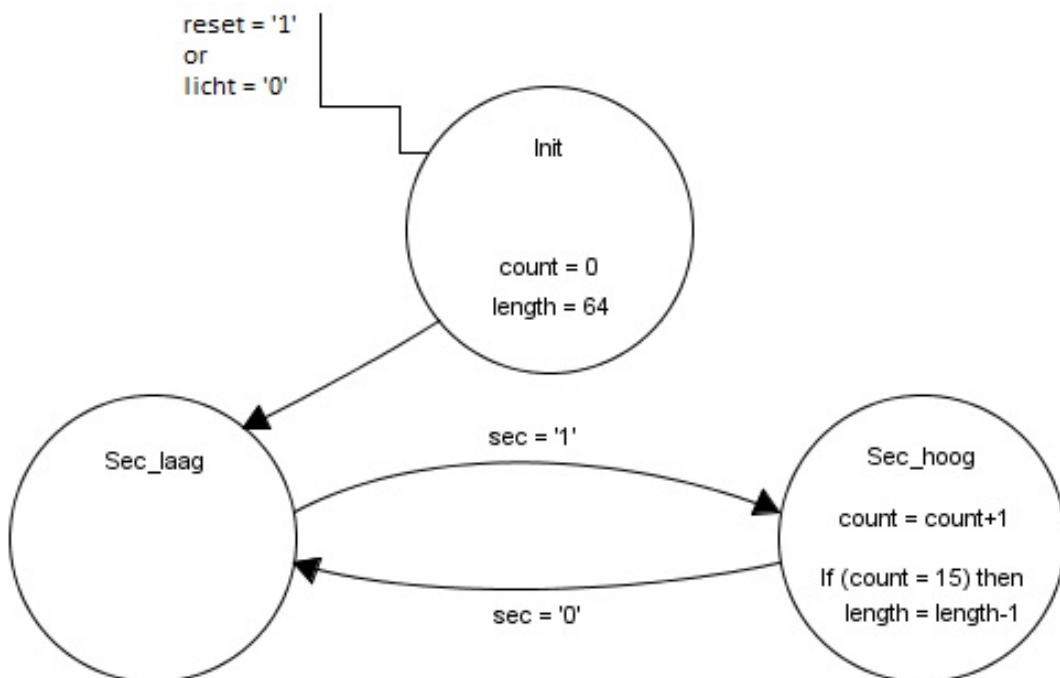 reset = '1'
or
licht = '0'
Init
count = 0
length = 64
Sec_laag
sec = '1'
Sec_hoog
count = count+1
If (count = 15) then
length = length-1
sec = '0'